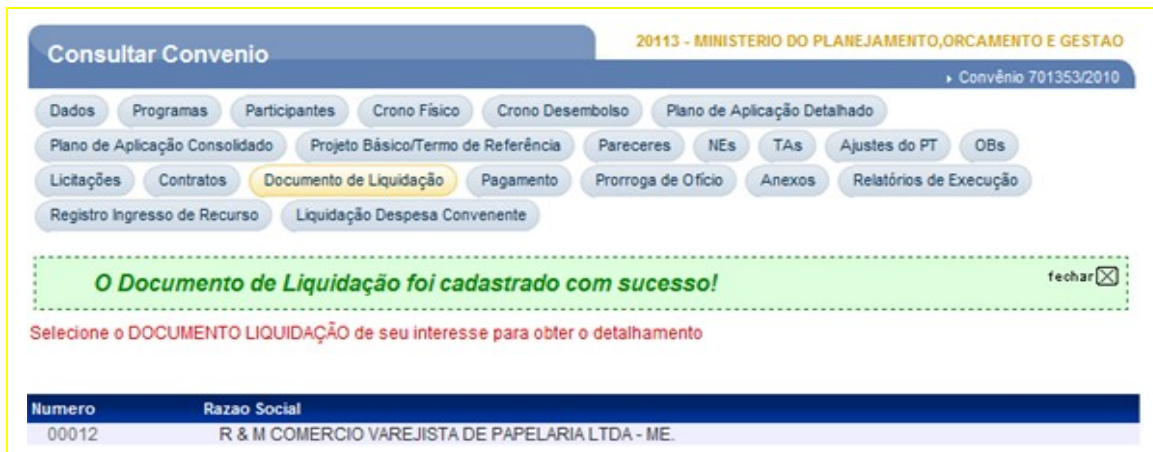 Consultar Convenio
20113 - MINISTERIO DO PLANEJAMENTO,ORCAMENTO E GESTAO
Convênio 701353/2010
Dados Programas Participantes Crono Físico Crono Desembolso Plano de Aplicação Detalhado
Plano de Aplicação Consolidado Projeto Básico/Termo de Referência Pareceres NEs TAs Ajustes do PT OBs
Licitações Contratos Documento de Liquidação Pagamento Prorroga de Ofício Anexos Relatórios de Execução
Registro Ingresso de Recurso Liquidação Despesa Convenente
O Documento de Liquidação foi cadastrado com sucesso! fechar
Selecione o DOCUMENTO LIQUIDAÇÃO de seu interesse para obter o detalhamento
Numero Razao Social
00012 R & M COMERCIO VAREJISTA DE PAPELARIA LTDA - ME.